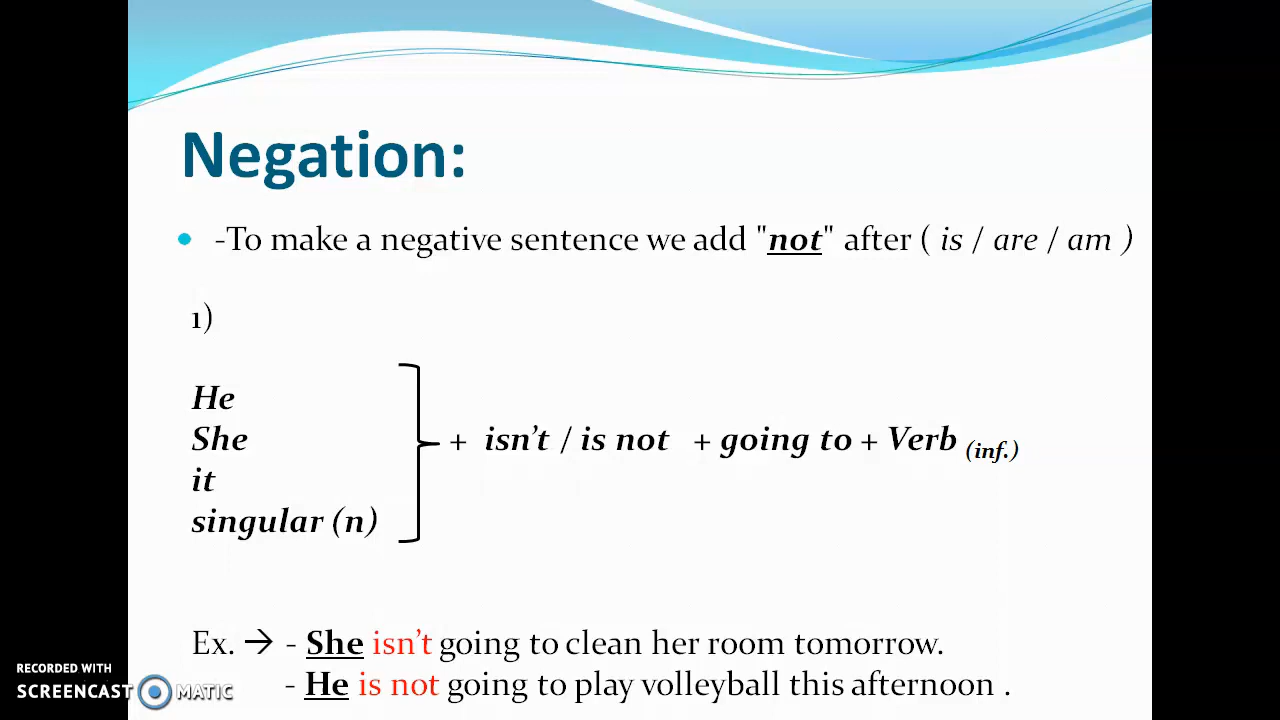 Negation:
-To make a negative sentence we add "not" after ( is / are / am )
1)
He
She
it
singular (n)
+ isn't / is not + going to + Verb (inf.)
Ex. → - She isn't going to clean her room tomorrow.
- He is not going to play volleyball this afternoon .
RECORDED WITH
SCREENCAST MATIC